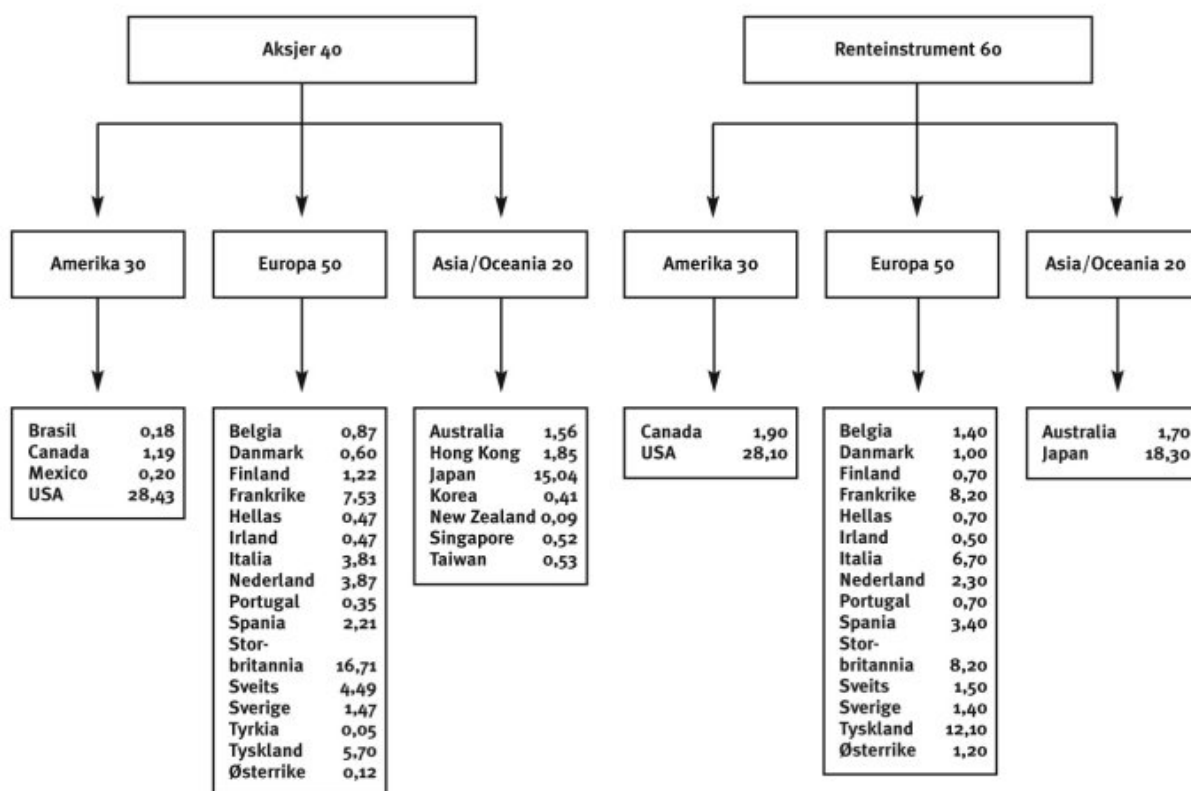 Aksjer 40
Renteinstrument 60
Amerika 30
Europa 50
Asia/Oceania 20
Amerika 30
Europa 50
Asia/Oceania 20
Brasil 0,18
Canada 1,19
Mexico 0,20
USA 28,43
Belgia 0,87
Danmark 0,60
Finland 1,22
Frankrike 7,53
Hellas 0,47
Irland 0,47
Italia 3,81
Nederland 3,87
Portugal 0,35
Spania 2,21
Stor-
britannia 16,71
Sveits 4,49
Sverige 1,47
Tyrkia 0,05
Tyskland 5,70
Østerrike 0,12
Australia 1,56
Hong Kong 1,85
Japan 15,04
Korea 0,41
New Zealand 0,09
Singapore 0,52
Taiwan 0,53
Canada 1,90
USA 28,10
Belgia 1,40
Danmark 1,00
Finland 0,70
Frankrike 8,20
Hellas 0,70
Irland 0,50
Italia 6,70
Nederland 2,30
Portugal 0,70
Spania 3,40
Stor-
britannia 8,20
Sveits 1,50
Sverige 1,40
Tyskland 12,10
Østerrike 1,20
Australia 1,70
Japan 18,30